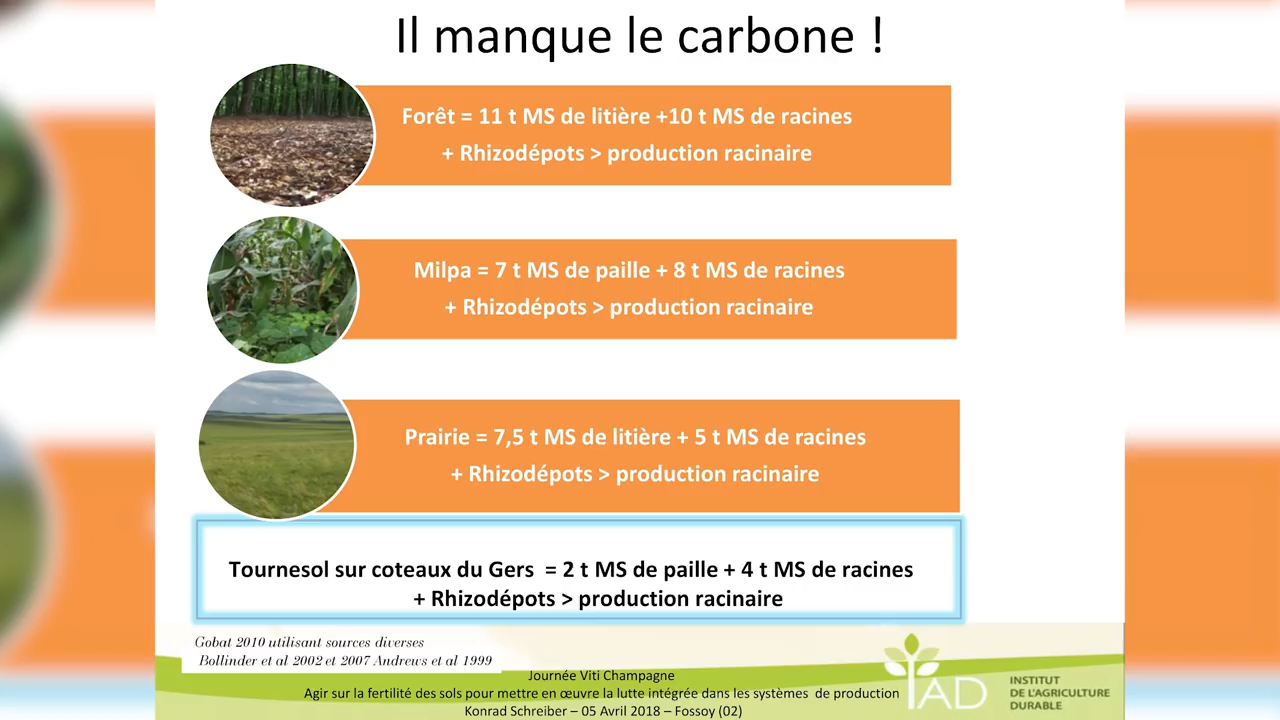 Il manque le carbone !
Forêt = 11 t MS de litière +10 t MS de racines
+ Rhizodépots > production racinaire
Milpa = 7 t MS de paille + 8 t MS de racines
+ Rhizodépots > production racinaire
Prairie = 7,5 t MS de litière + 5 t MS de racines
+ Rhizodépots > production racinaire
Tournesol sur coteaux du Gers = 2 t MS de paille + 4 t MS de racines
+ Rhizodépots > production racinaire
Gobat 2010 utilisant sources diverses
Bollinder et al 2002 et 2007 Andrews et al 1999
Journée Viti Champagne
Agir sur la fertilité des sols pour mettre en œuvre la lutte intégrée dans les systèmes de production
Konrad Schreiber – 05 Avril 2018 – Fossoy (02)
IAD
INSTITUT
DE L'AGRICULTURE
DURABLE